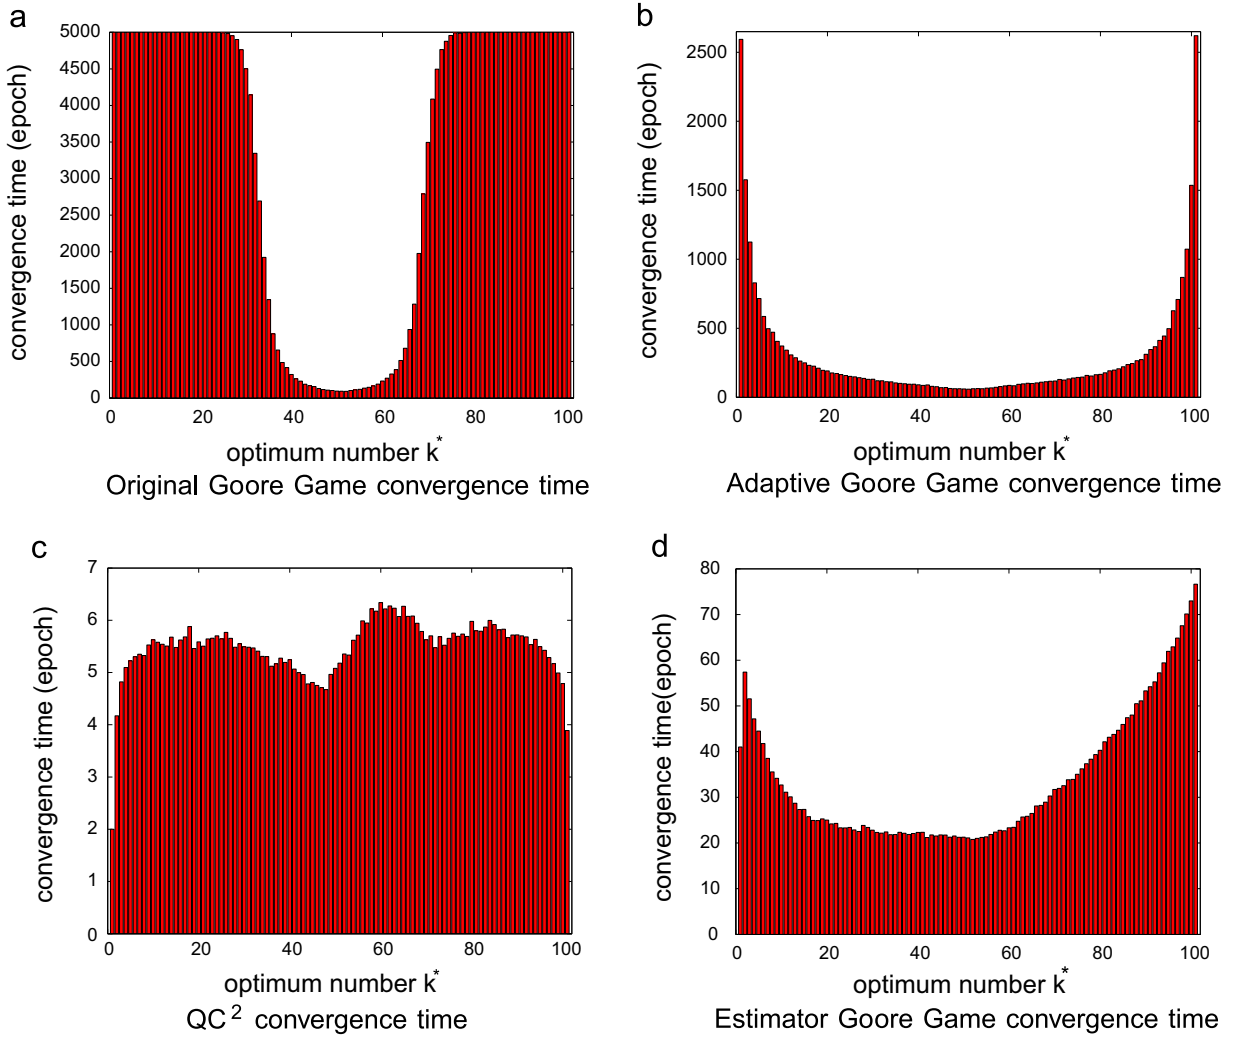 a
5000
4500
4000
3500
3000
2500
2000
1500
1000
500
0
convergence time (epoch)
0 20 40 60 80 100
optimum number k*
Original Goore Game convergence time
b
2500
2000
1500
1000
500
0
convergence time (epoch)
0 20 40 60 80 100
optimum number k*
Adaptive Goore Game convergence time
c
7
6
5
4
3
2
1
0
convergence time (epoch)
0 20 40 60 80 100
optimum number k*
QC² convergence time
d
80
70
60
50
40
30
20
10
0
convergence time(epoch)
0 20 40 60 80 100
optimum number k*
Estimator Goore Game convergence time